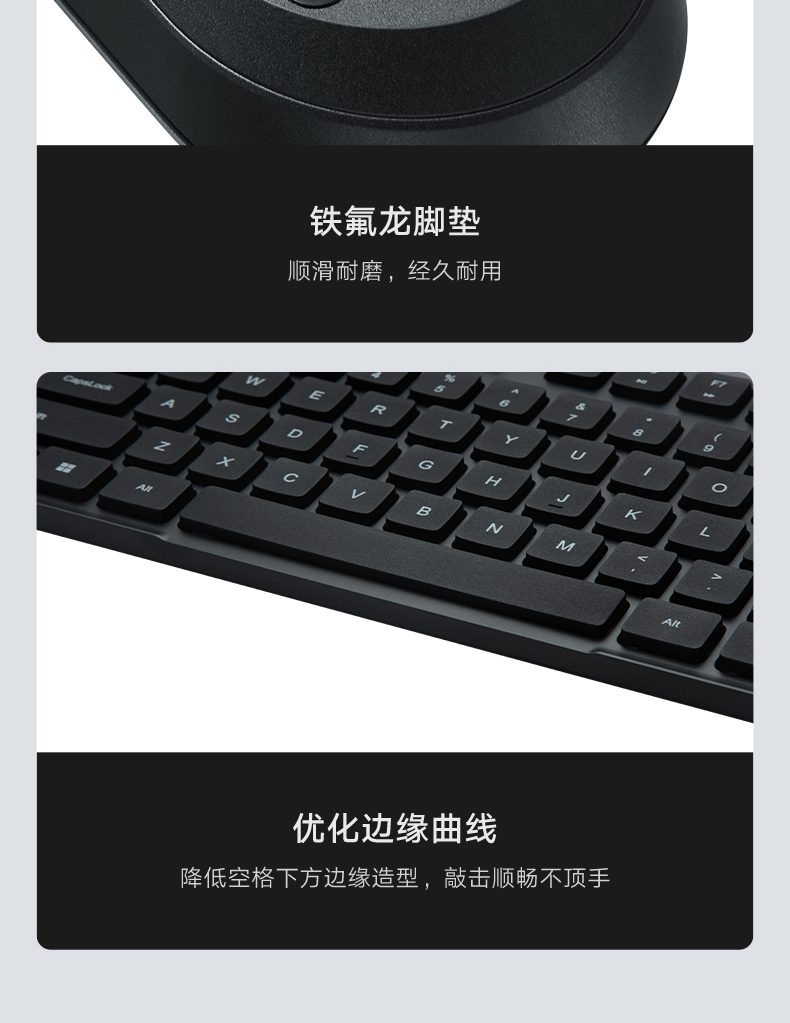 铁氟龙脚垫
顺滑耐磨，经久耐用
4 % 5 ^ 6 & 7 * 8 ( 9 F7
W E R T Y U I O
CapsLock A S D F G H J K L
Z X C V B N M < , > .
Alt Alt
优化边缘曲线
降低空格下方边缘造型，敲击顺畅不顶手